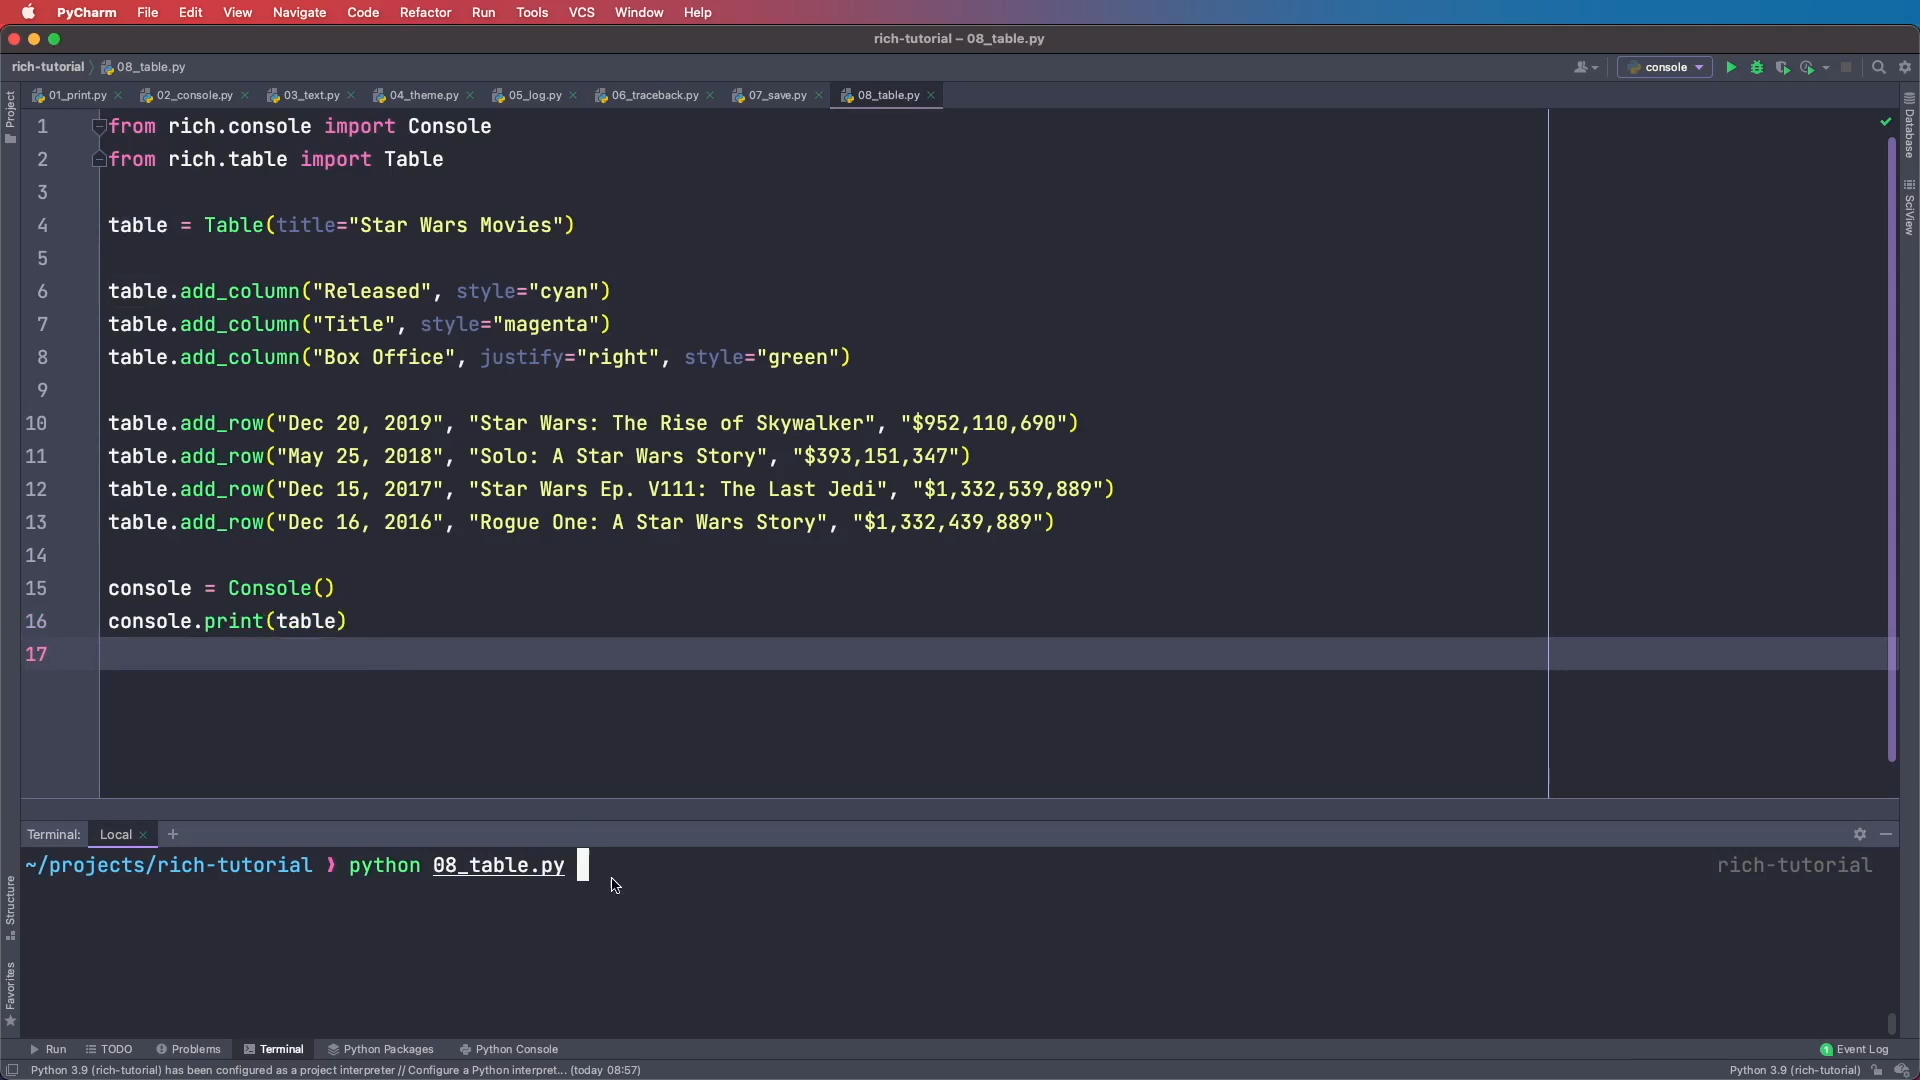 PyCharm File Edit View Navigate Code Refactor Run Tools VCS Window Help
rich-tutorial – 08_table.py
rich-tutorial 08_table.py
console
01_print.py 02_console.py 03_text.py 04_theme.py 05_log.py 06_traceback.py 07_save.py 08_table.py
Project
Database
SciView
1 from rich.console import Console
2 from rich.table import Table
3
4 table = Table(title="Star Wars Movies")
5
6 table.add_column("Released", style="cyan")
7 table.add_column("Title", style="magenta")
8 table.add_column("Box Office", justify="right", style="green")
9
10 table.add_row("Dec 20, 2019", "Star Wars: The Rise of Skywalker", "$952,110,690")
11 table.add_row("May 25, 2018", "Solo: A Star Wars Story", "$393,151,347")
12 table.add_row("Dec 15, 2017", "Star Wars Ep. V111: The Last Jedi", "$1,332,539,889")
13 table.add_row("Dec 16, 2016", "Rogue One: A Star Wars Story", "$1,332,439,889")
14
15 console = Console()
16 console.print(table)
17
Terminal: Local +
~/projects/rich-tutorial ❱ python 08_table.py
rich-tutorial
Structure
Favorites
Run TODO Problems Terminal Python Packages Python Console
1 Event Log
Python 3.9 (rich-tutorial) has been configured as a project interpreter // Configure a Python interpret... (today 08:57)
Python 3.9 (rich-tutorial)